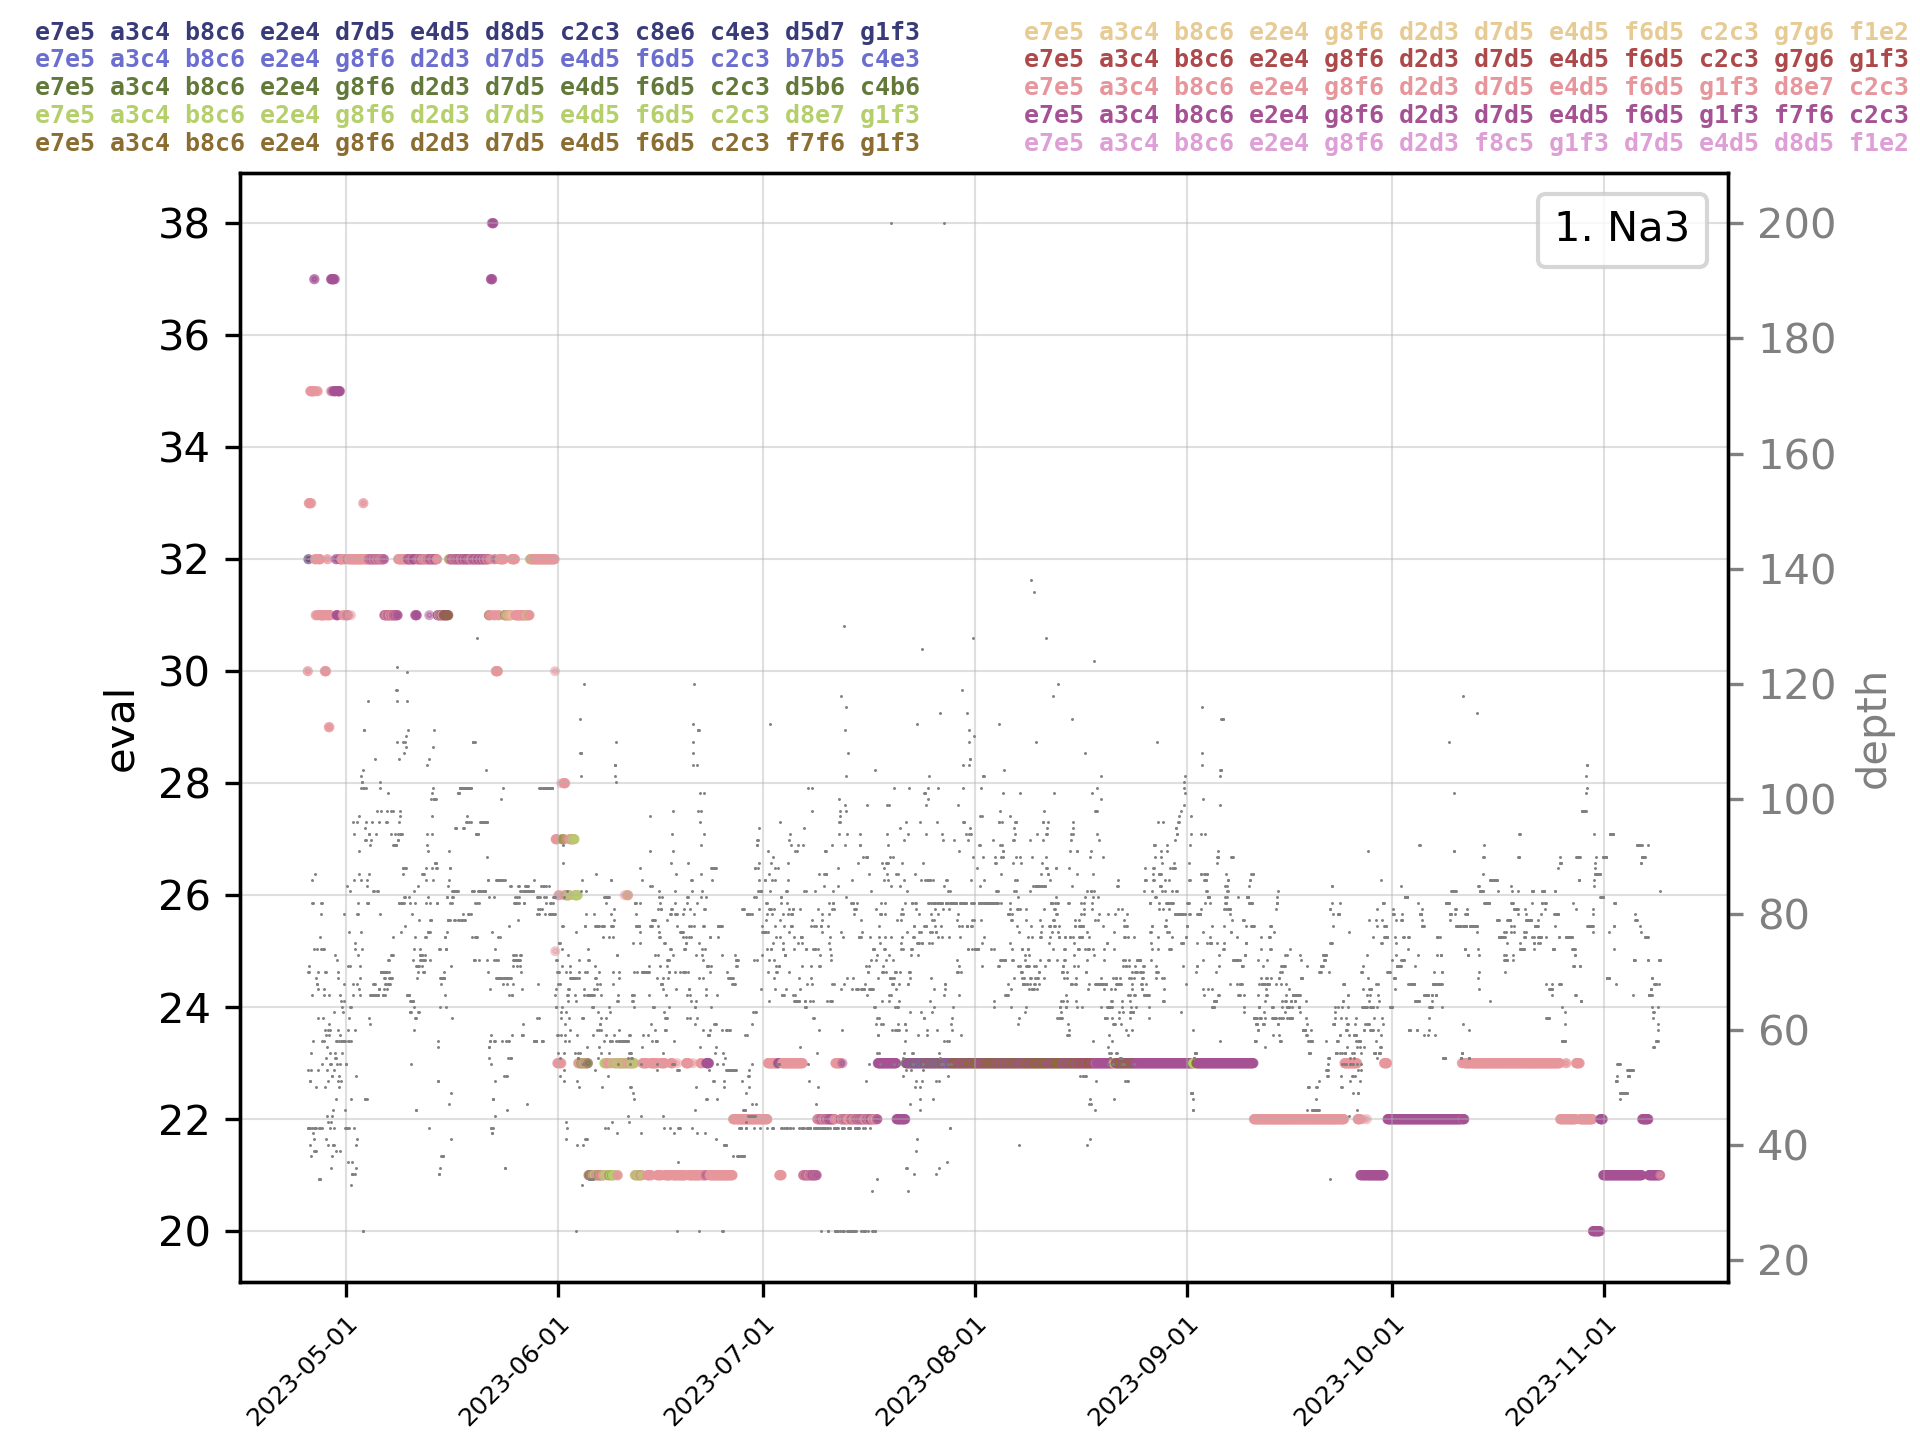 e7e5 a3c4 b8c6 e2e4 d7d5 e4d5 d8d5 c2c3 c8e6 c4e3 d5d7 g1f3
e7e5 a3c4 b8c6 e2e4 g8f6 d2d3 d7d5 e4d5 f6d5 c2c3 b7b5 c4e3
e7e5 a3c4 b8c6 e2e4 g8f6 d2d3 d7d5 e4d5 f6d5 c2c3 d5b6 c4b6
e7e5 a3c4 b8c6 e2e4 g8f6 d2d3 d7d5 e4d5 f6d5 c2c3 d8e7 g1f3
e7e5 a3c4 b8c6 e2e4 g8f6 d2d3 d7d5 e4d5 f6d5 c2c3 f7f6 g1f3
e7e5 a3c4 b8c6 e2e4 g8f6 d2d3 d7d5 e4d5 f6d5 c2c3 g7g6 f1e2
e7e5 a3c4 b8c6 e2e4 g8f6 d2d3 d7d5 e4d5 f6d5 c2c3 g7g6 g1f3
e7e5 a3c4 b8c6 e2e4 g8f6 d2d3 d7d5 e4d5 f6d5 g1f3 d8e7 c2c3
e7e5 a3c4 b8c6 e2e4 g8f6 d2d3 d7d5 e4d5 f6d5 g1f3 f7f6 c2c3
e7e5 a3c4 b8c6 e2e4 g8f6 d2d3 f8c5 g1f3 d7d5 e4d5 d8d5 f1e2
1. Na3
eval
38
36
34
32
30
28
26
24
22
20
depth
200
180
160
140
120
100
80
60
40
20
2023-05-01
2023-06-01
2023-07-01
2023-08-01
2023-09-01
2023-10-01
2023-11-01